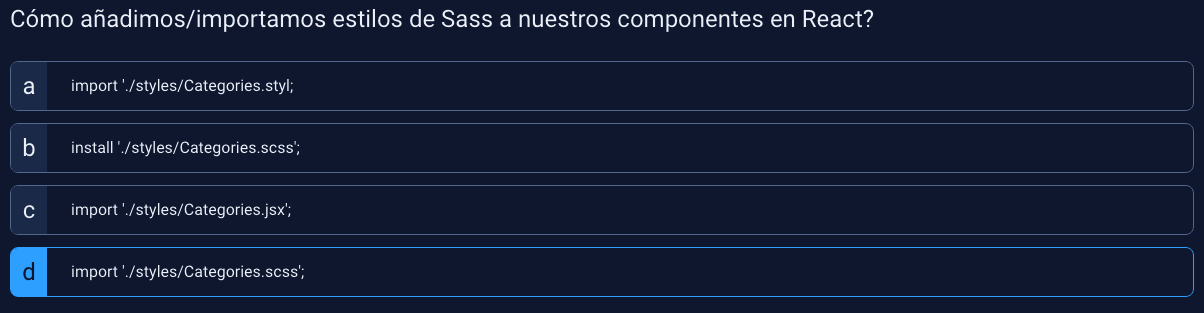 Cómo añadimos/importamos estilos de Sass a nuestros componentes en React?
a import './styles/Categories.styl;
b install './styles/Categories.scss';
c import './styles/Categories.jsx';
d import './styles/Categories.scss';